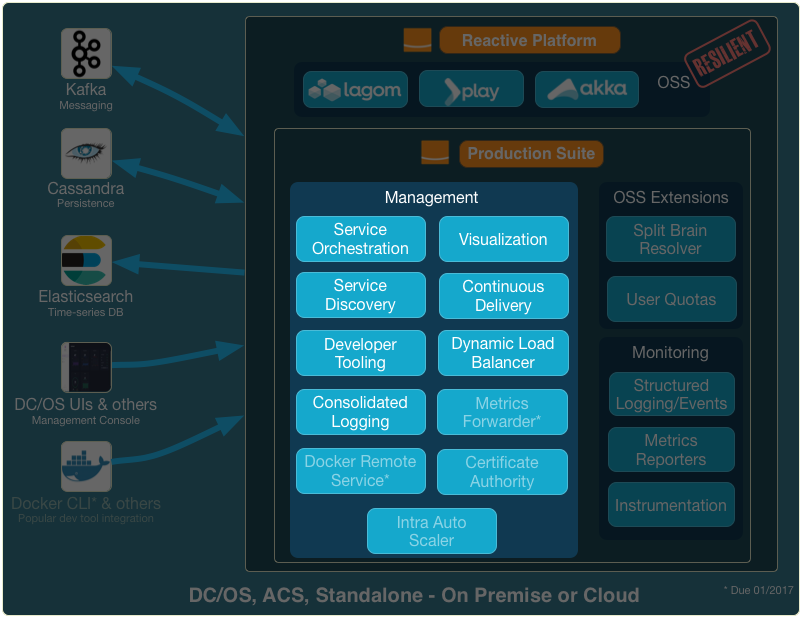 Reactive Platform
RESILIENT
lagom
play
akka
OSS
Kafka
Messaging
Cassandra
Persistence
Elasticsearch
Time-series DB
DC/OS UIs & others
Management Console
Docker CLI* & others
Popular dev tool integration
Production Suite
Management
Service
Orchestration
Visualization
Service
Discovery
Continuous
Delivery
Developer
Tooling
Dynamic Load
Balancer
Consolidated
Logging
Metrics
Forwarder*
Docker Remote
Service*
Certificate
Authority
Intra Auto
Scaler
OSS Extensions
Split Brain
Resolver
User Quotas
Monitoring
Structured
Logging/Events
Metrics
Reporters
Instrumentation
DC/OS, ACS, Standalone - On Premise or Cloud
* Due 01/2017